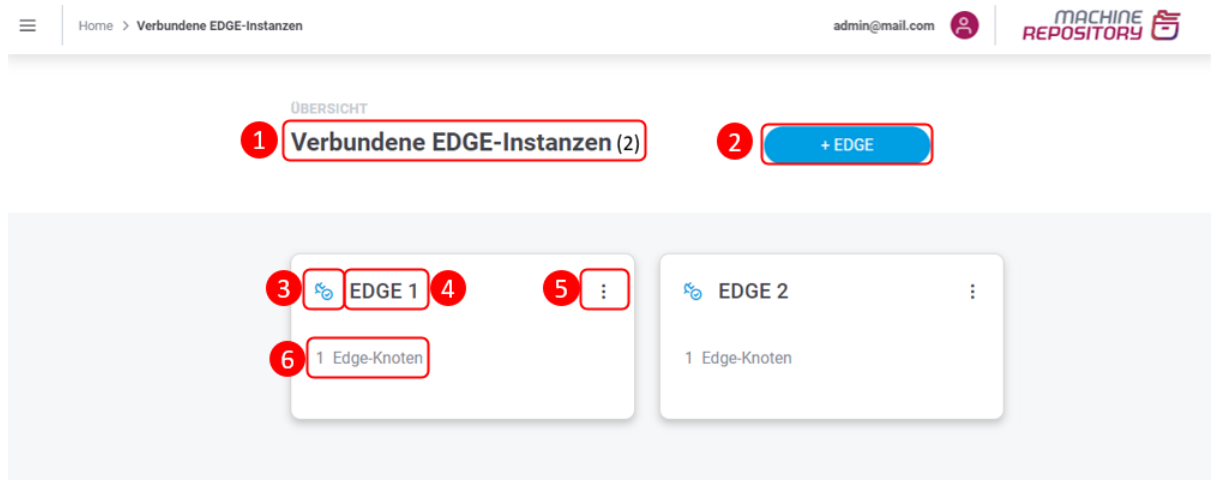 Home > Verbundene EDGE-Instanzen
admin@mail.com
MACHINE
REPOSITORY
ÜBERSICHT
1 Verbundene EDGE-Instanzen (2)
2 + EDGE
3 EDGE 1 4 5
EDGE 2
6 1 Edge-Knoten
1 Edge-Knoten